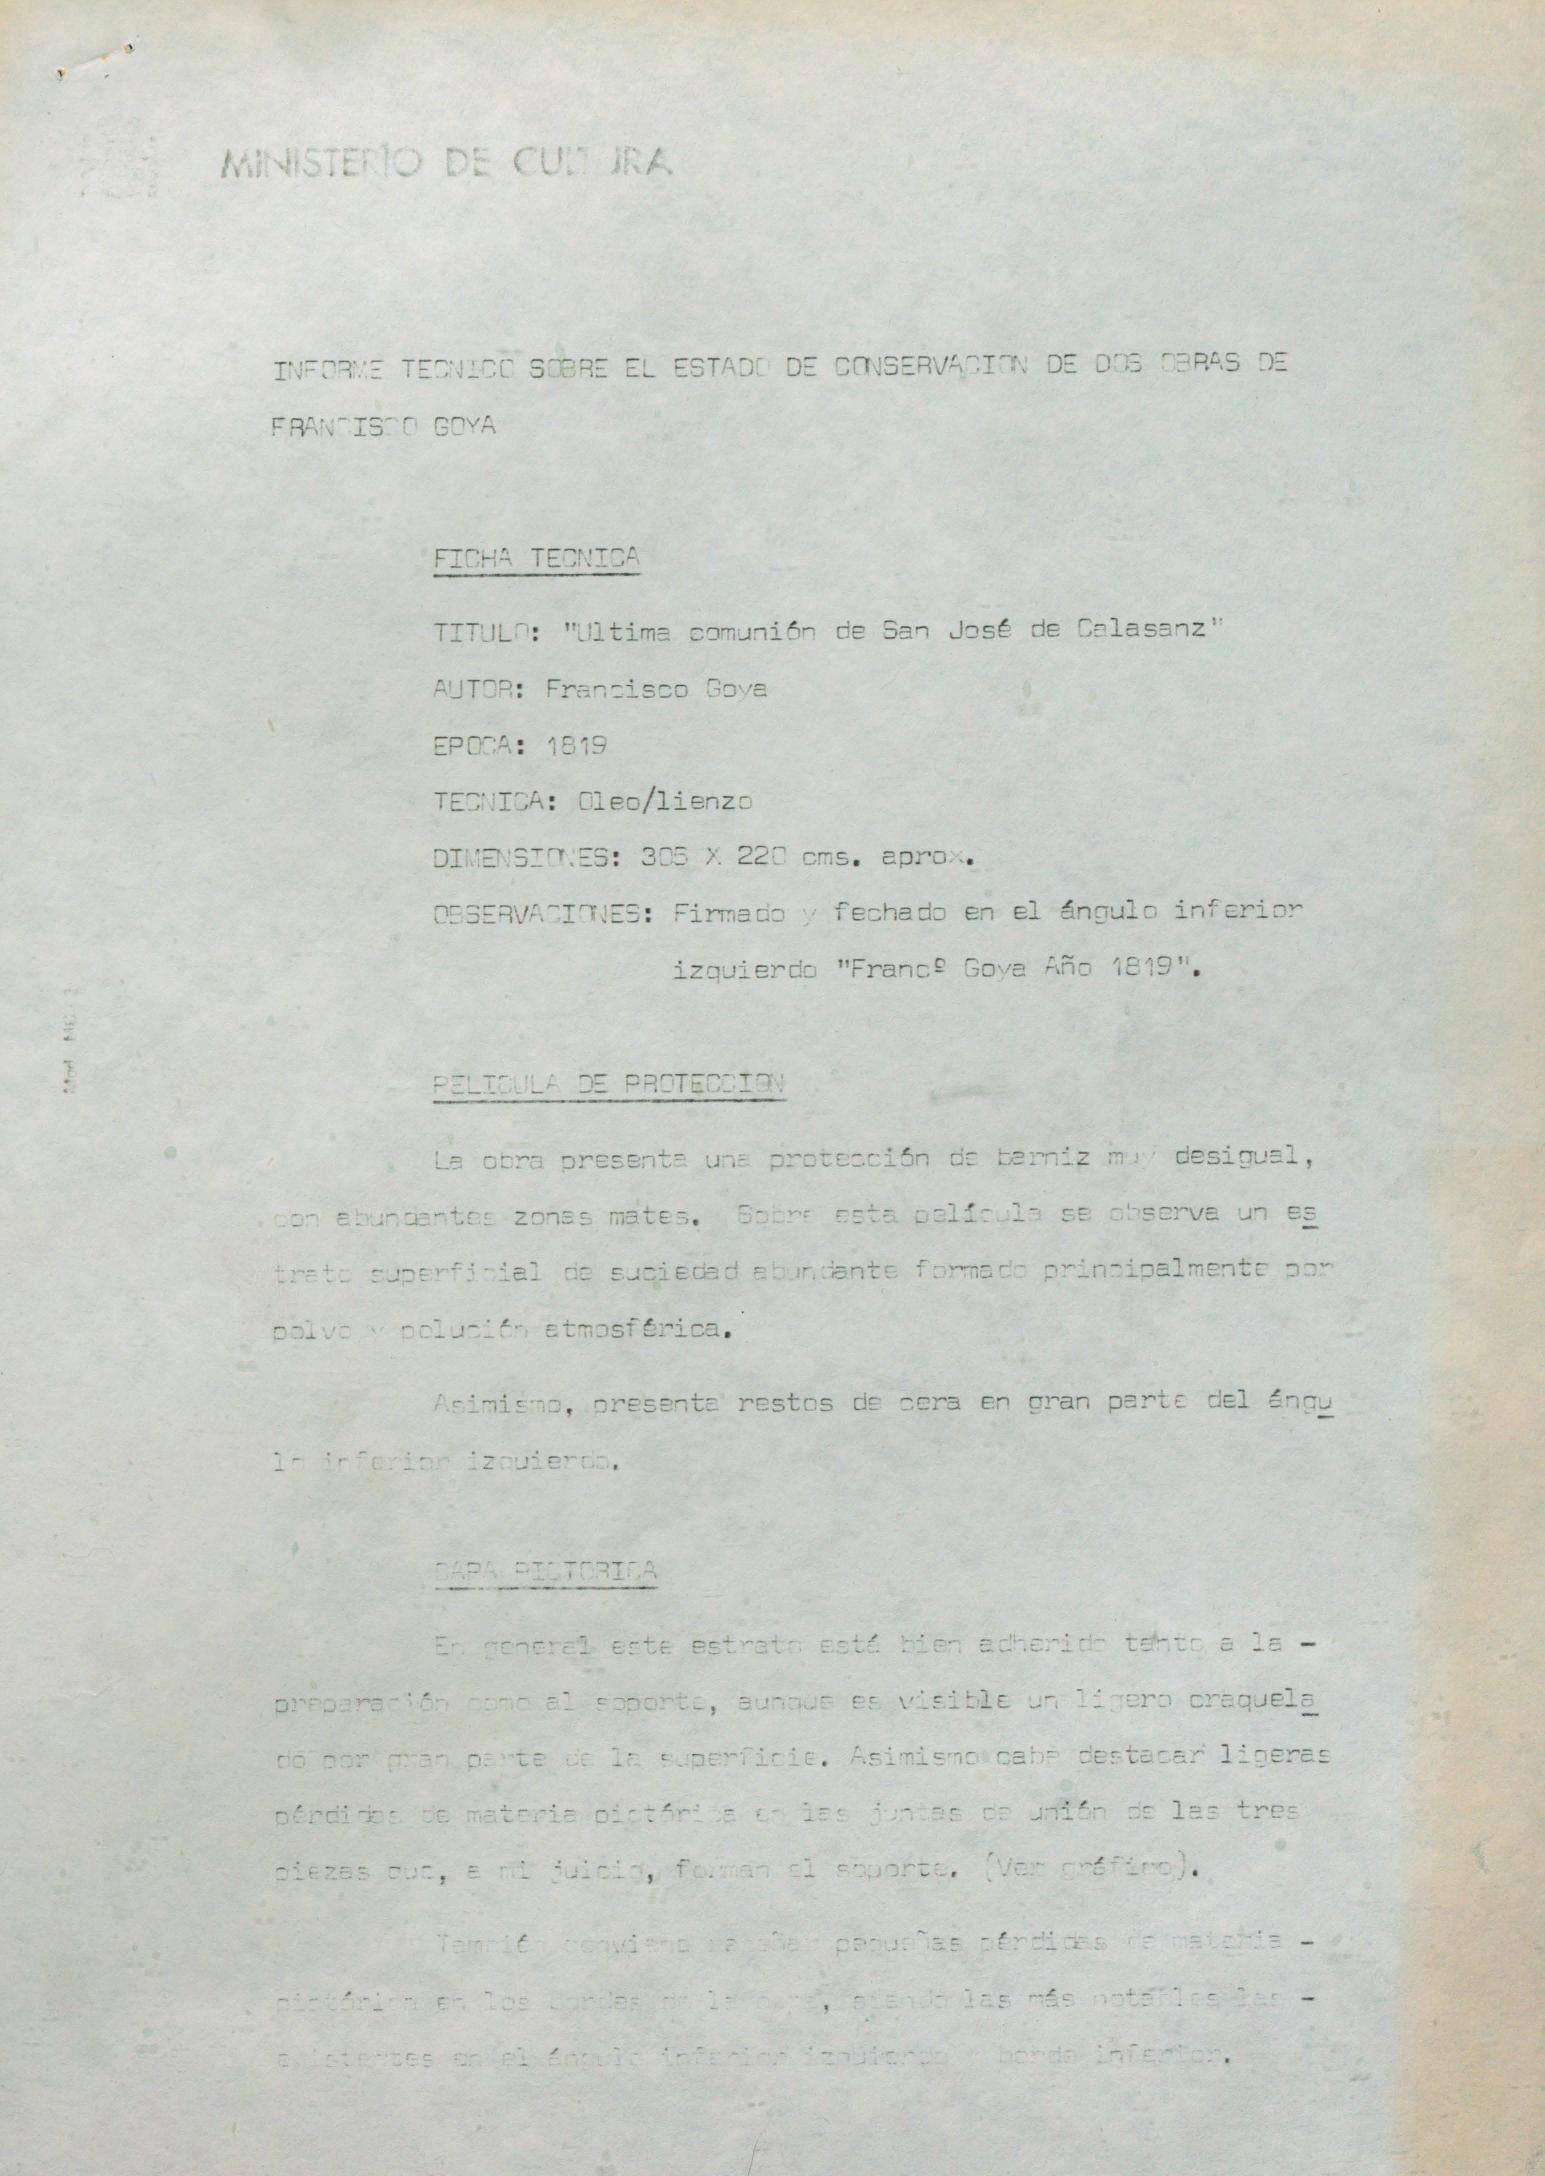 MINISTERIO DE CULTURA
INFORME TECNICO SOBRE EL ESTADO DE CONSERVACION DE DOS OBRAS DE
FRANCISCO GOYA
FICHA TECNICA
TITULO: "Ultima comunión de San José de Calasanz"
AUTOR: Francisco Goya
EPOCA: 1819
TECNICA: Oleo/lienzo
DIMENSIONES: 305 X 220 cms. aprox.
OBSERVACIONES: Firmado y fechado en el ángulo inferior
izquierdo "Francº Goya Año 1819".
Mod. MC
PELICULA DE PROTECCION
La obra presenta una protección de barniz muy desigual,
con abundantes zonas mates. Sobre esta película se observa un es
trato superficial de suciedad abundante formado principalmente por
polvo y polución atmosférica.
Asimismo, presenta restos de cera en gran parte del ángu
lo inferior izquierdo.
CAPA PICTORICA
En general este estrato está bien adherido tanto a la -
preparación como al soporte, aunque es visible un ligero craquela
do por gran parte de la superficie. Asimismo cabe destacar ligeras
pérdidas de materia pictórica en las juntas de unión de las tres
piezas que, a mi juicio, forman el soporte. (Ver gráfico).
También conviene reseñar pequeñas pérdidas de materia -
pictórica en los bordes de la obra, siendo las más notables las -
existentes en el ángulo inferior izquierdo y borde inferior.